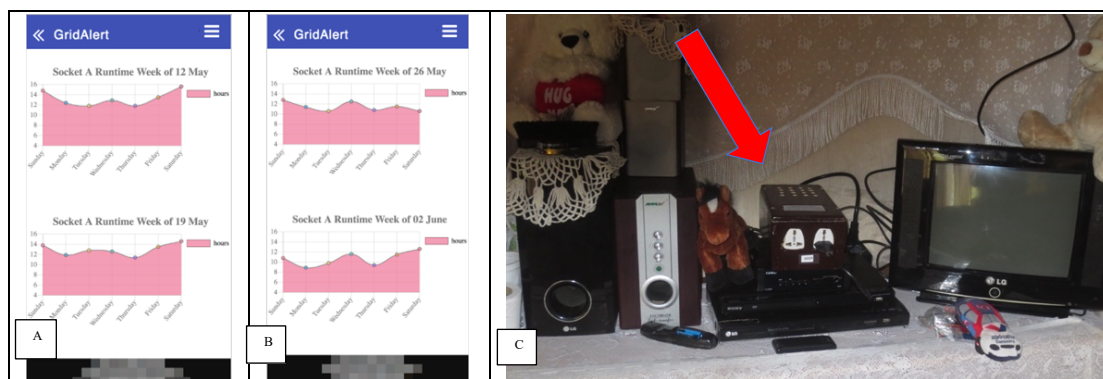 GridAlert
Socket A Runtime Week of 12 May
16
14
12
10
8
6
4
hours
Sunday
Monday
Tuesday
Wednesday
Thursday
Friday
Saturday
Socket A Runtime Week of 19 May
16
14
12
10
8
6
4
hours
Sunday
Monday
Tuesday
Wednesday
Thursday
Friday
Saturday
A
GridAlert
Socket A Runtime Week of 26 May
16
14
12
10
8
6
4
hours
Sunday
Monday
Tuesday
Wednesday
Thursday
Friday
Saturday
Socket A Runtime Week of 02 June
16
14
12
10
8
6
4
hours
Sunday
Monday
Tuesday
Wednesday
Thursday
Friday
Saturday
B
HUG
LG
LG
LG
C